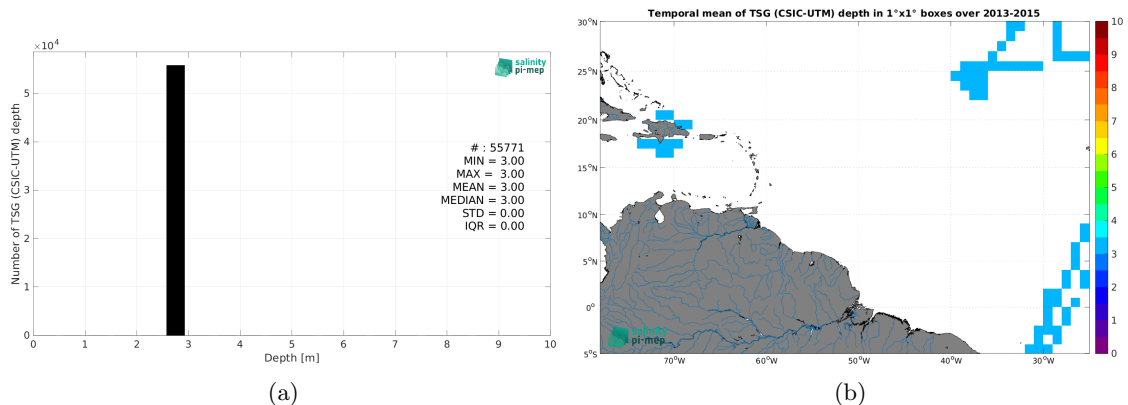 ×10⁴
5
4
3
2
1
0
Number of TSG (CSIC-UTM) depth
0 1 2 3 4 5 6 7 8 9 10
Depth [m]
salinity
pi-mep
# : 55771
MIN = 3.00
MAX = 3.00
MEAN = 3.00
MEDIAN = 3.00
STD = 0.00
IQR = 0.00
(a)
Temporal mean of TSG (CSIC-UTM) depth in 1°x1° boxes over 2013-2015
30°N
25°N
20°N
15°N
10°N
5°N
0°
5°S
70°W 60°W 50°W 40°W 30°W
salinity
pi-mep
10
9
8
7
6
5
4
3
2
1
0
(b)